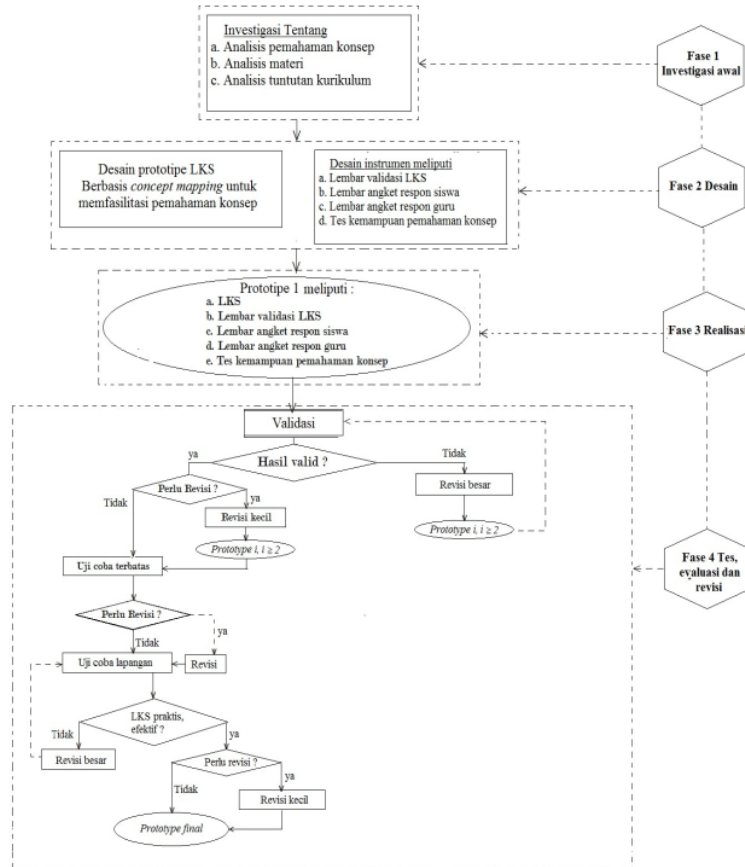 Investigasi Tentang
a. Analisis pemahaman konsep
b. Analisis materi
c. Analisis tuntutan kurikulum
Fase 1
Investigasi awal
Desain prototipe LKS
Berbasis concept mapping untuk
memfasilitasi pemahaman konsep
Desain instrumen meliputi
a. Lembar validasi LKS
b. Lembar angket respon siswa
c. Lembar angket respon guru
d. Tes kemampuan pemahaman konsep
Fase 2 Desain
Prototipe 1 meliputi :
a. LKS
b. Lembar validasi LKS
c. Lembar angket respon siswa
d. Lembar angket respon guru
e. Tes kemampuan pemahaman konsep
Fase 3 Realisasi
Validasi
ya
Hasil valid ?
Tidak
Perlu Revisi ?
Tidak
ya
Revisi kecil
Prototype i, i ≥ 2
Revisi besar
Prototype i, i ≥ 2
Uji coba terbatas
Fase 4 Tes,
evaluasi dan
revisi
Perlu Revisi ?
ya
Tidak
Uji coba lapangan
Revisi
LKS praktis,
efektif ?
Tidak
ya
Revisi besar
Perlu revisi ?
Tidak
ya
Revisi kecil
Prototype final